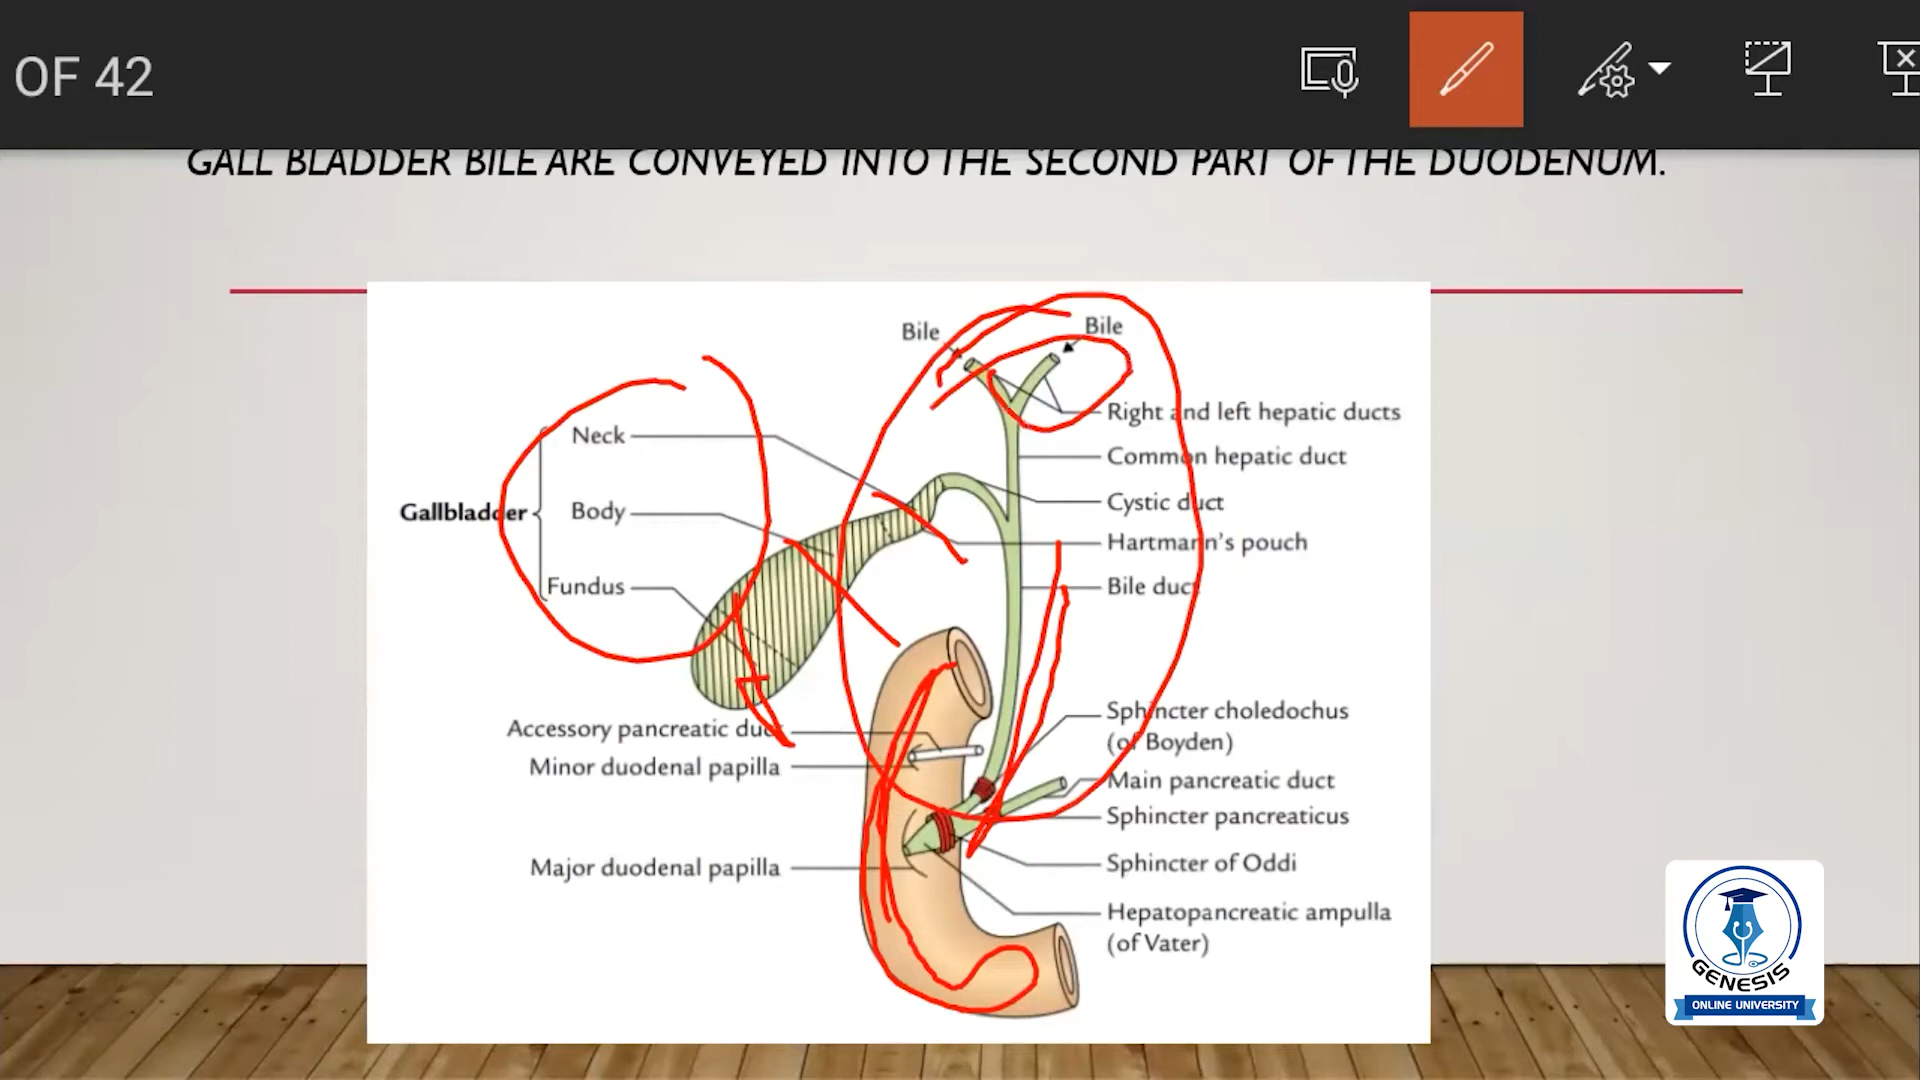 OF 42
GALL BLADDER BILE ARE CONVEYED INTO THE SECOND PART OF THE DUODENUM.
Bile
Bile
Right and left hepatic ducts
Neck
Common hepatic duct
Cystic duct
Gallbladder
Body
Hartmann's pouch
Fundus
Bile duct
Sphincter choledochus
(of Boyden)
Accessory pancreatic duct
Minor duodenal papilla
Main pancreatic duct
Sphincter pancreaticus
Major duodenal papilla
Sphincter of Oddi
Hepatopancreatic ampulla
(of Vater)
GENESIS
ONLINE UNIVERSITY